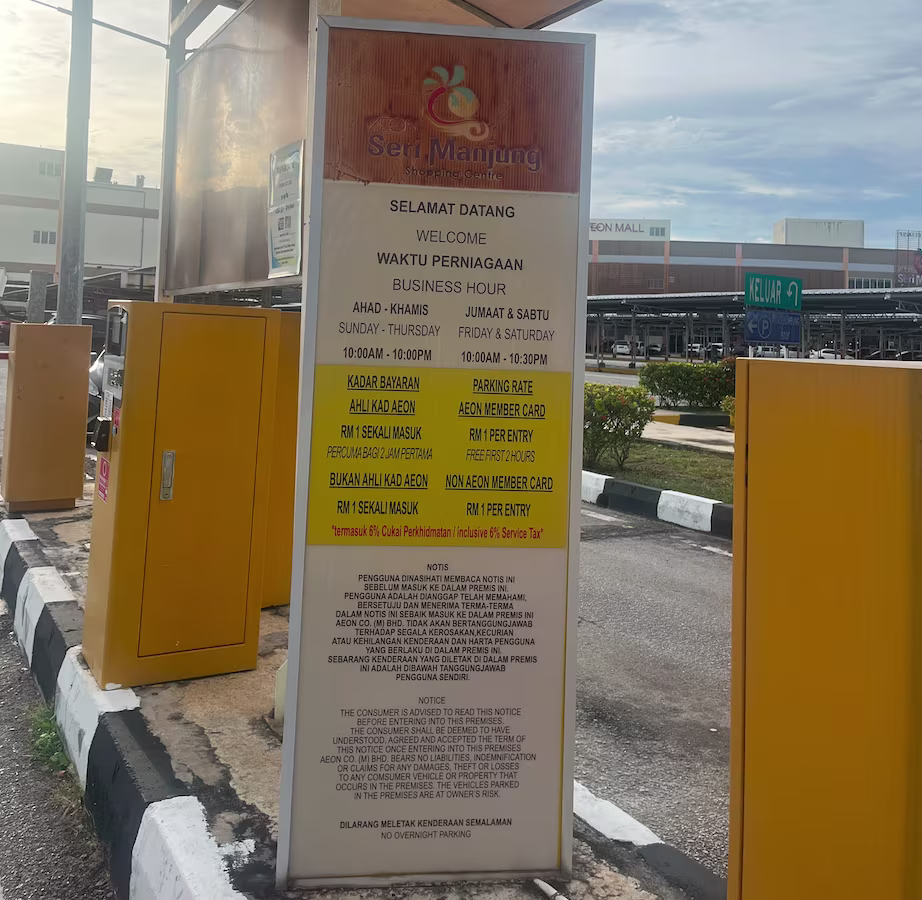 AEON
Seri Manjung
Shopping Centre
SELAMAT DATANG
WELCOME
WAKTU PERNIAGAAN
BUSINESS HOUR
AHAD - KHAMIS
SUNDAY - THURSDAY
10:00AM - 10:00PM
JUMAAT & SABTU
FRIDAY & SATURDAY
10:00AM - 10:30PM
KADAR BAYARAN
AHLI KAD AEON
RM 1 SEKALI MASUK
PERCUMA BAGI 2 JAM PERTAMA
BUKAN AHLI KAD AEON
RM 1 SEKALI MASUK
PARKING RATE
AEON MEMBER CARD
RM 1 PER ENTRY
FREE FIRST 2 HOURS
NON AEON MEMBER CARD
RM 1 PER ENTRY
*termasuk 6% Cukai Perkhidmatan / inclusive 6% Service Tax*
NOTIS
PENGGUNA DINASIHATI MEMBACA NOTIS INI
SEBELUM MASUK KE DALAM PREMIS INI.
PENGGUNA ADALAH DIANGGAP TELAH MEMAHAMI,
BERSETUJU DAN MENERIMA TERMA-TERMA
DALAM NOTIS INI SEBAIK MASUK KE DALAM PREMIS INI
AEON CO. (M) BHD. TIDAK AKAN BERTANGGUNGJAWAB
TERHADAP SEGALA KEROSAKAN,KECURIAN
ATAU KEHILANGAN KENDERAAN DAN HARTA PENGGUNA
YANG BERLAKU DI DALAM PREMIS INI.
SEBARANG KENDERAAN YANG DILETAK DI DALAM PREMIS
INI ADALAH DIBAWAH TANGGUNGJAWAB
PENGGUNA SENDIRI.
NOTICE
THE CONSUMER IS ADVISED TO READ THIS NOTICE
BEFORE ENTERING INTO THIS PREMISES.
THE CONSUMER SHALL BE DEEMED TO HAVE
UNDERSTOOD, AGREED AND ACCEPTED THE TERM OF
THIS NOTICE ONCE ENTERING INTO THIS PREMISES
AEON CO. (M) BHD. BEARS NO LIABILITIES, INDEMNIFICATION
OR CLAIMS FOR ANY DAMAGES, THEFT OR LOSSES
TO ANY COMSUMER VEHICLE OR PROPERTY THAT
OCCURS IN THE PREMISES. THE VEHICLES PARKED
IN THE PREMISES ARE AT OWNER'S RISK.
DILARANG MELETAK KENDERAAN SEMALAMAN
NO OVERNIGHT PARKING
AEON MALL
KELUAR
P